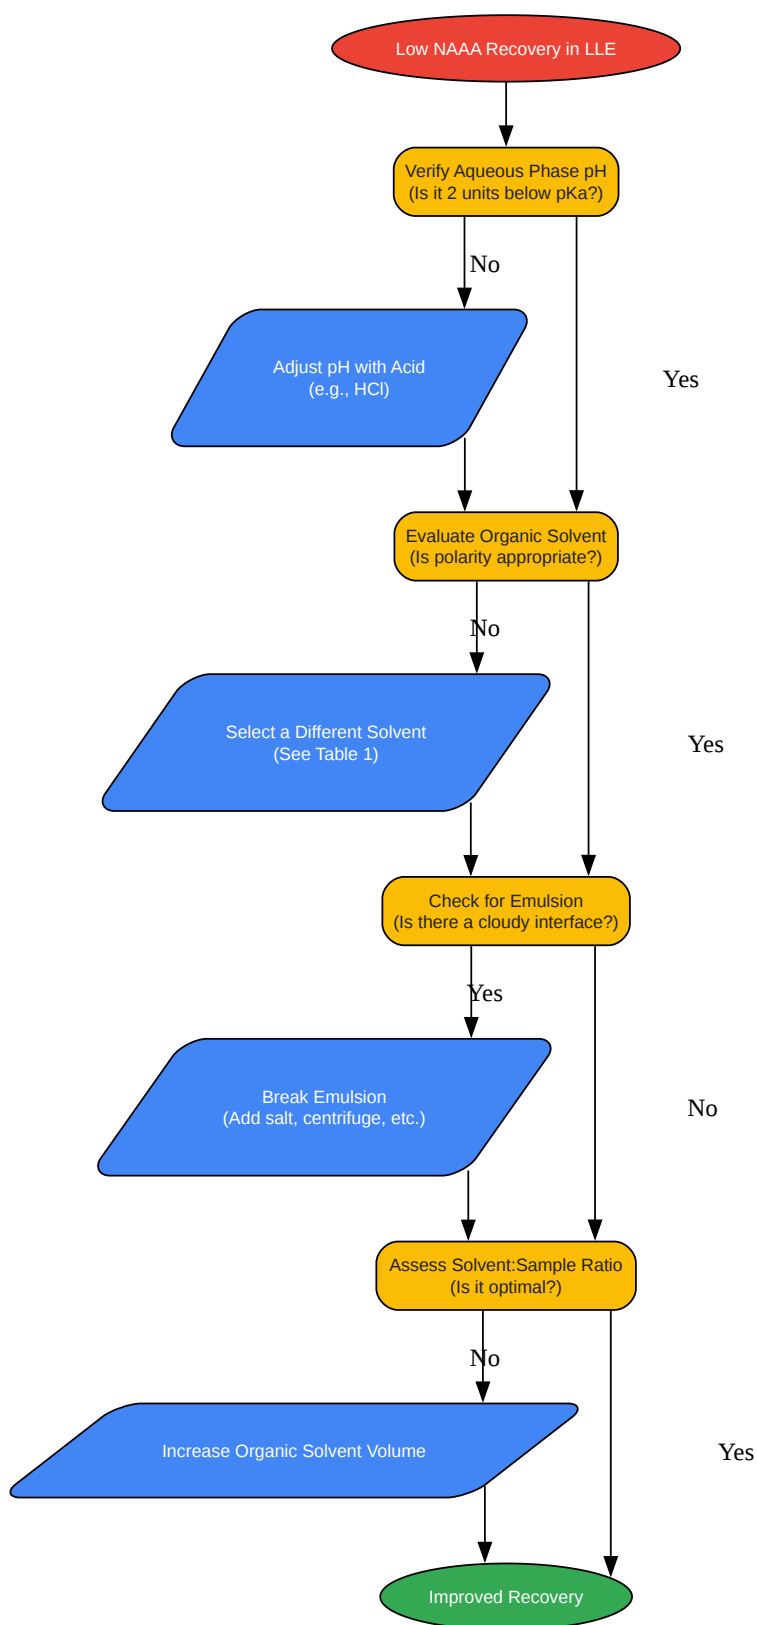 Low NAAA Recovery in LLE
Verify Aqueous Phase pH
(Is it 2 units below pKa?)
No
Adjust pH with Acid
(e.g., HCl)
Yes
Evaluate Organic Solvent
(Is polarity appropriate?)
No
Select a Different Solvent
(See Table 1)
Yes
Check for Emulsion
(Is there a cloudy interface?)
Yes
Break Emulsion
(Add salt, centrifuge, etc.)
No
Assess Solvent:Sample Ratio
(Is it optimal?)
No
Increase Organic Solvent Volume
Yes
Improved Recovery